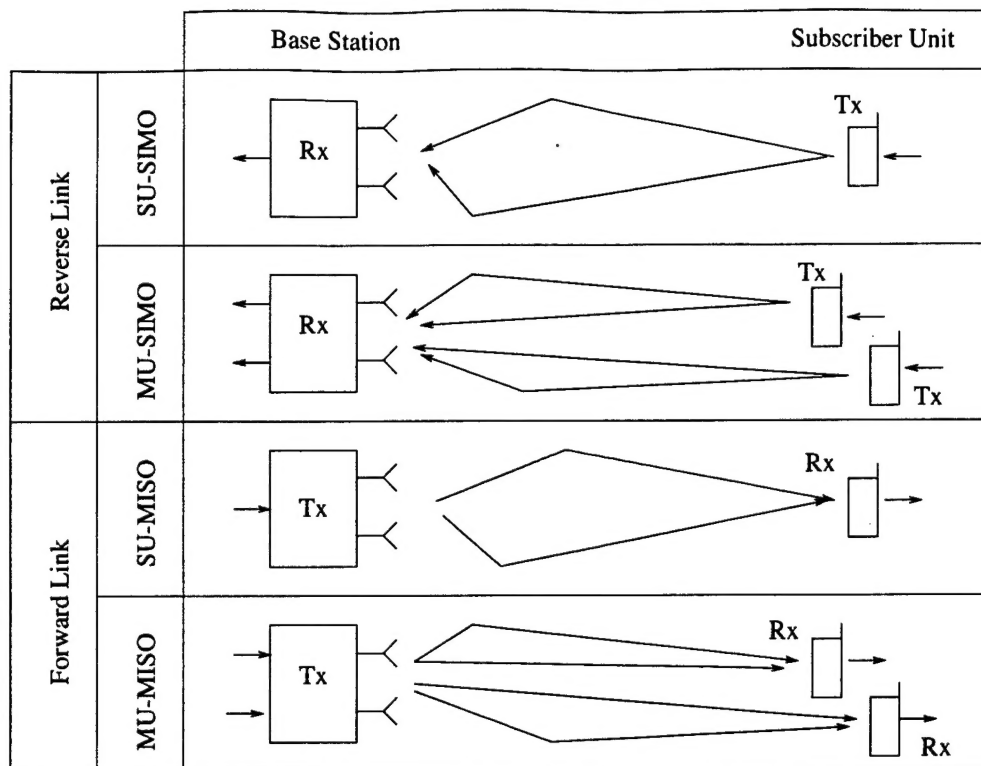 Base Station
Subscriber Unit
Reverse Link
SU-SIMO
Rx
Tx
MU-SIMO
Rx
Tx
Tx
Forward Link
SU-MISO
Tx
Rx
MU-MISO
Tx
Rx
Rx